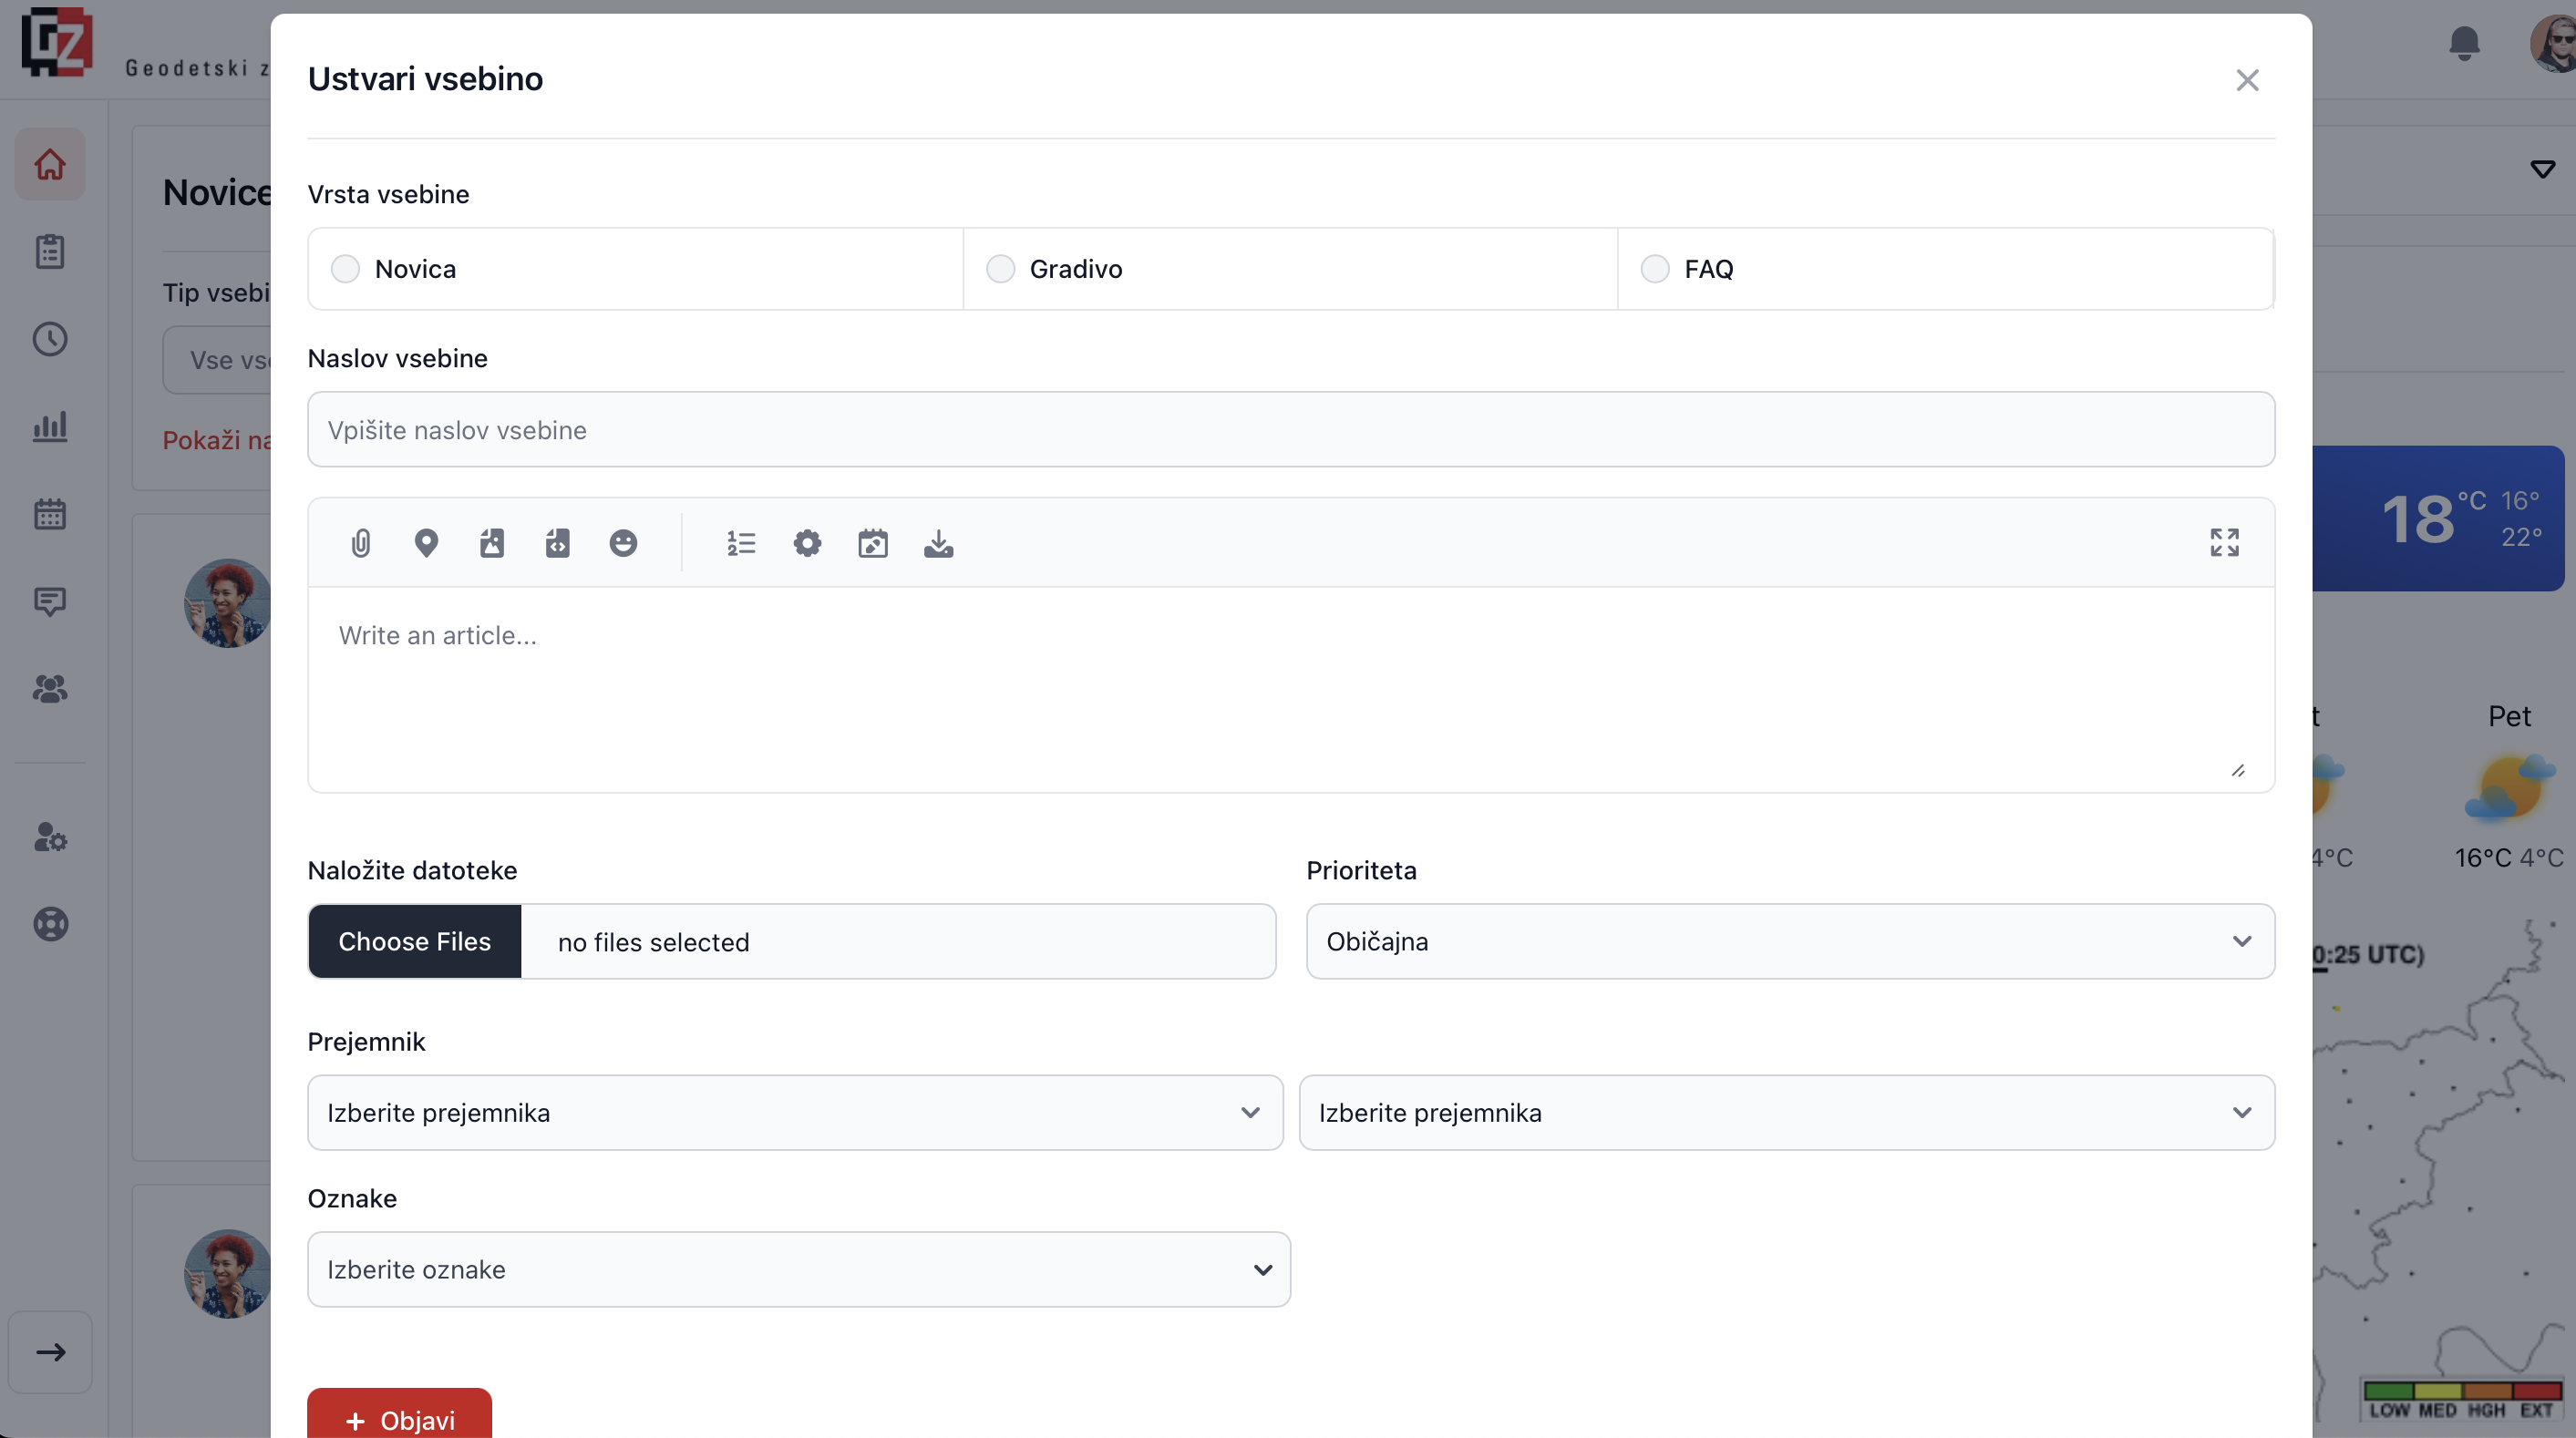 GZ
Geodetski z
Ustvari vsebino
Novice
Vrsta vsebine
Novica
Gradivo
FAQ
Tip vsebi
Vse vs
Naslov vsebine
Vpišite naslov vsebine
Pokaži na
18 °C 16°
22°
Write an article...
Pet
16°C 4°C
4°C
Naložite datoteke
Prioriteta
Choose Files no files selected
Običajna
0:25 UTC)
Prejemnik
Izberite prejemnika
Izberite prejemnika
Oznake
Izberite oznake
+ Objavi
LOW MED HGH EXT